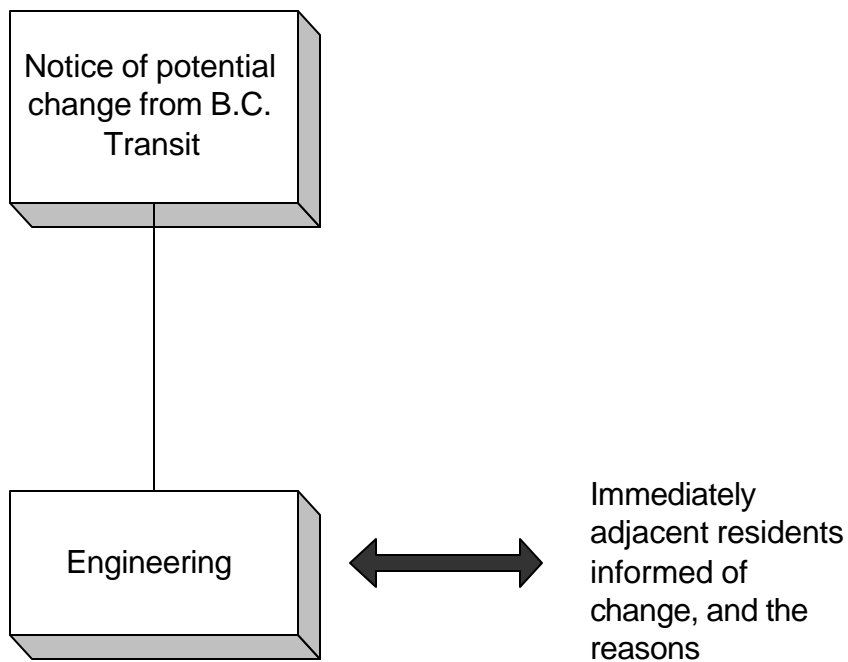 Notice of potential
change from B.C.
Transit
Engineering
Immediately
adjacent residents
informed of
change, and the
reasons